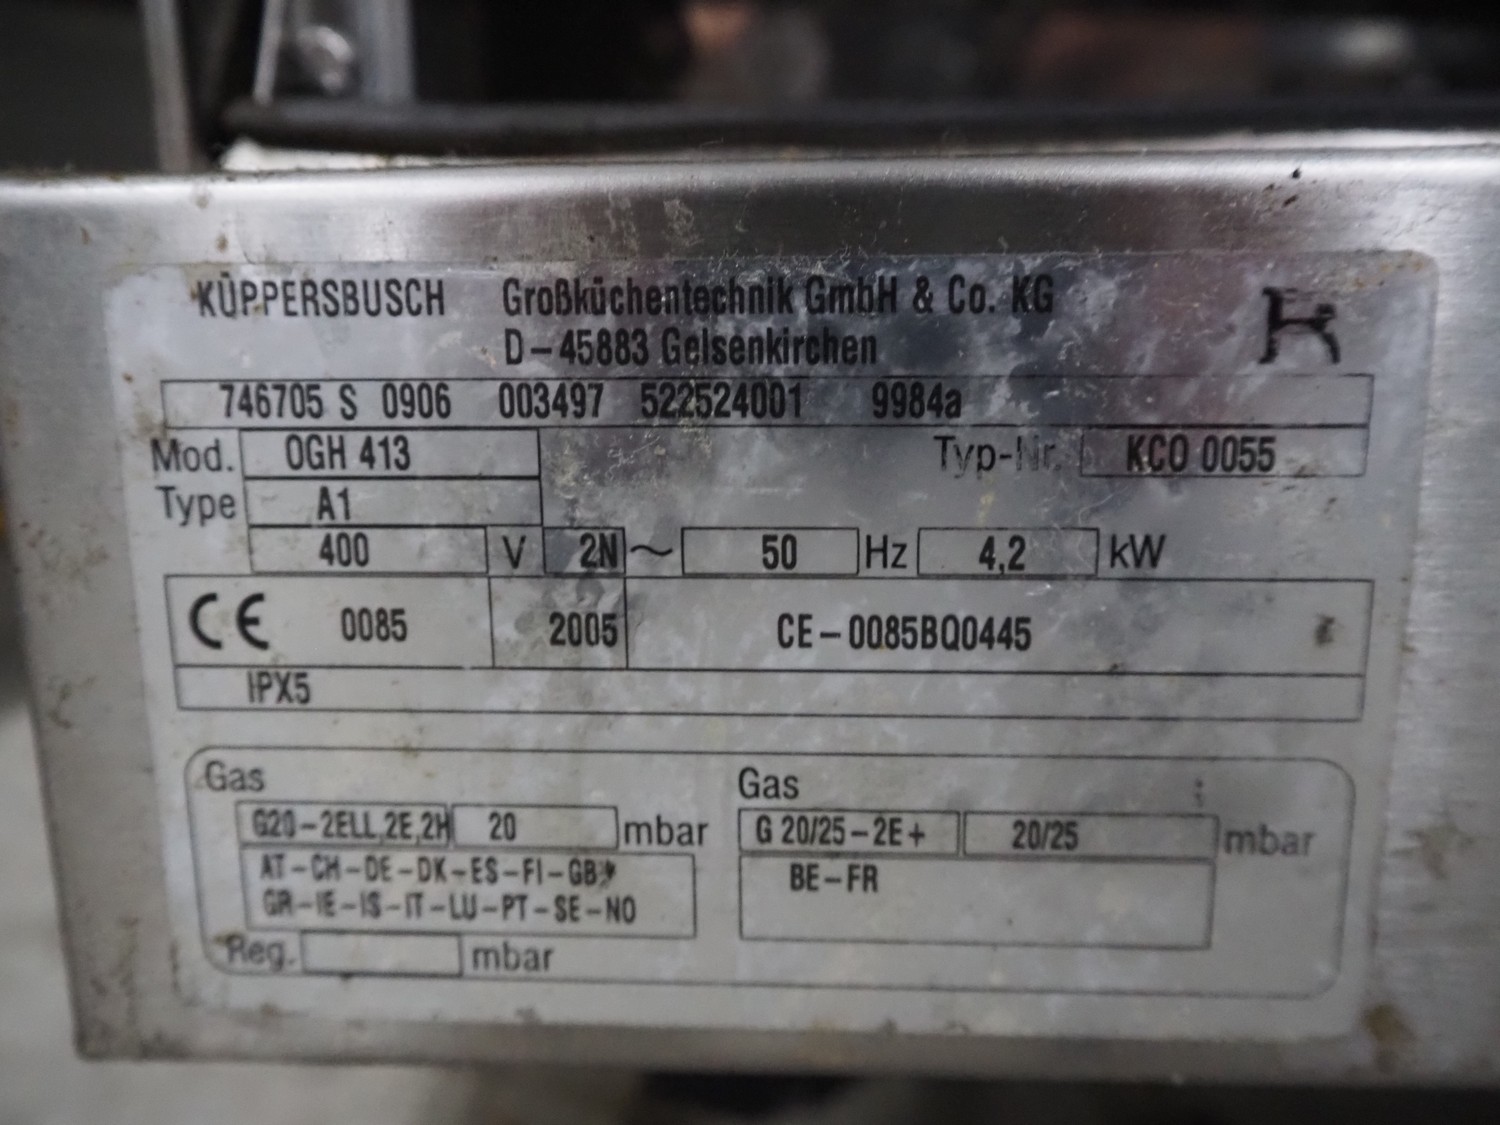 KÜPPERSBUSCH Großküchentechnik GmbH & Co. KG
D-45883 Gelsenkirchen
746705 S 0906 003497 522524001 9984a
Mod. OGH 413 Typ-Nr. KCO 0055
Type A1
400 V 2N ~ 50 Hz 4,2 kW
CE 0085 2005 CE-0085BQ0445
IPX5
Gas Gas
G20-2ELL,2E,2H 20 mbar G 20/25-2E+ 20/25 mbar
AT-CH-DE-DK-ES-FI-GB BE-FR
GR-IE-IS-IT-LU-PT-SE-NO
Reg. mbar